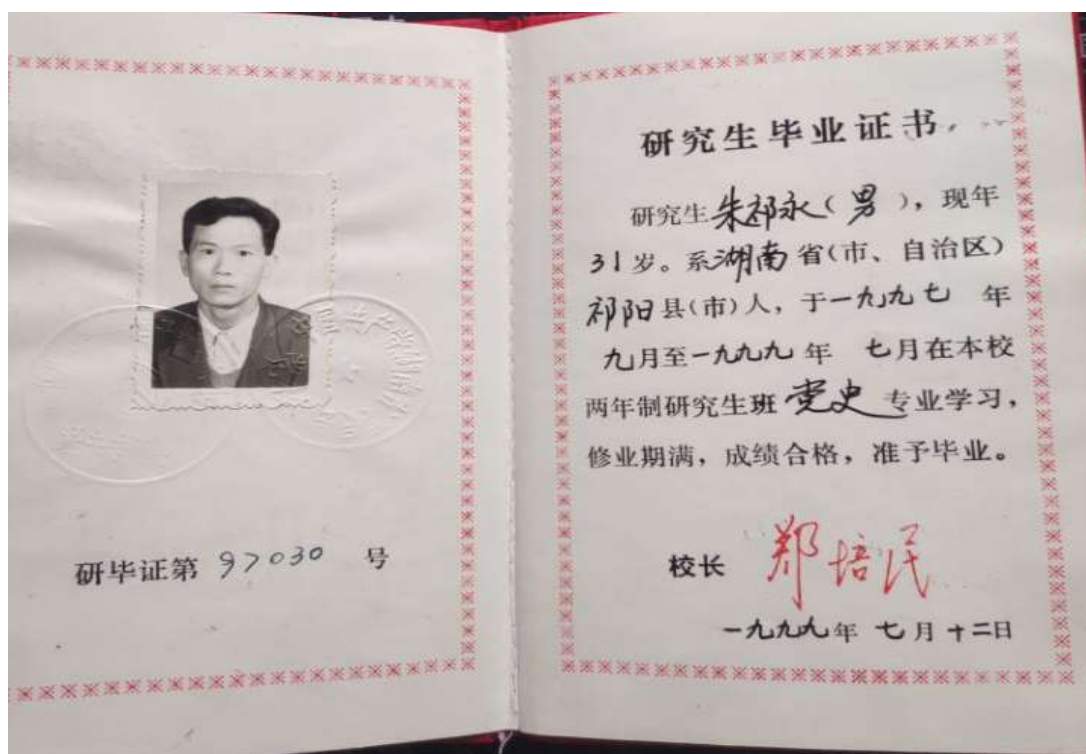 研毕证第 97030 号
研究生毕业证书
研究生朱祁永(男),现年
31岁。系湖南省(市、自治区)
祁阳县(市)人,于一九九七年
九月至一九九九年 七月在本校
两年制研究生班党史专业学习,
修业期满,成绩合格,准予毕业。
校长 郑培民
一九九九年 七月十二日